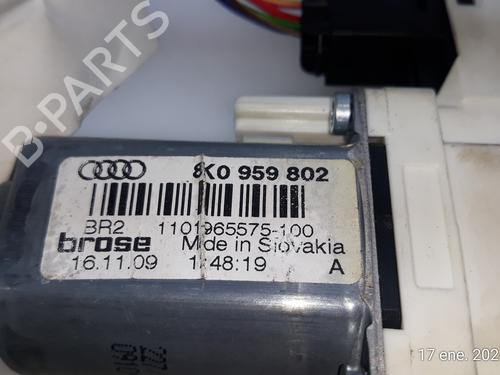 B-PARTS
8K0 959 802
BR2 1101965575-100
brose Made in Slovakia
16.11.09 1:48:19 A
17 ene. 202